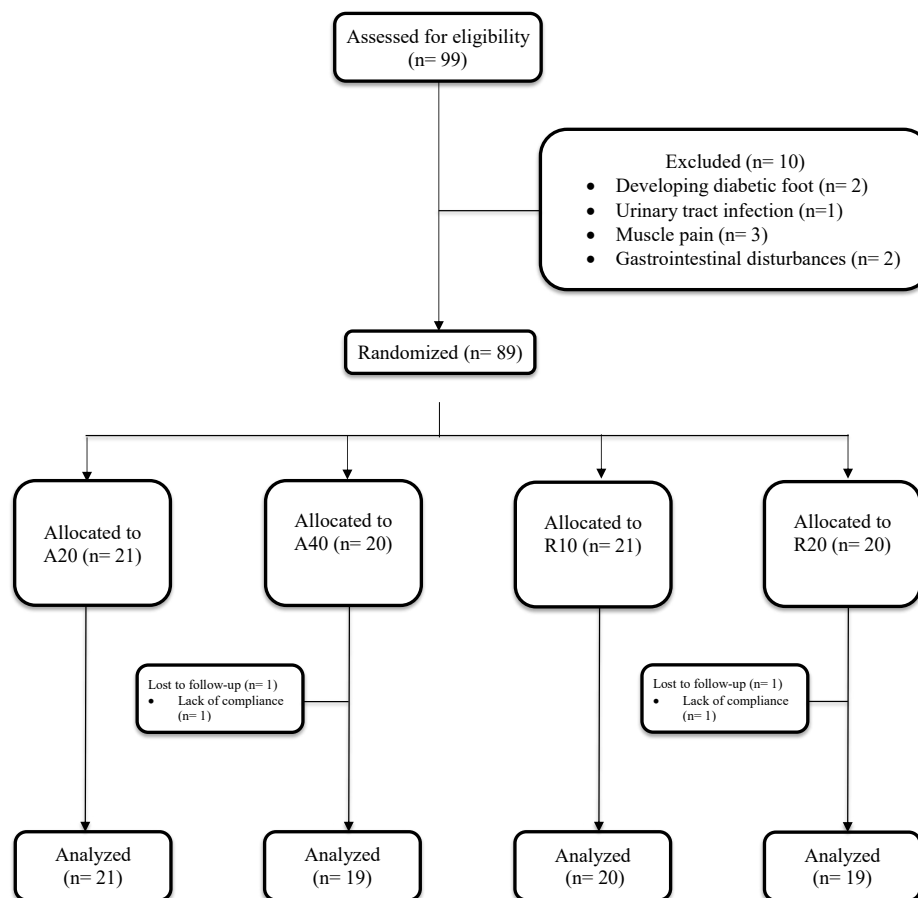 Assessed for eligibility
(n= 99)
Excluded (n= 10)
• Developing diabetic foot (n= 2)
• Urinary tract infection (n=1)
• Muscle pain (n= 3)
• Gastrointestinal disturbances (n= 2)
Randomized (n= 89)
Allocated to
A20 (n= 21)
Allocated to
A40 (n= 20)
Allocated to
R10 (n= 21)
Allocated to
R20 (n= 20)
Lost to follow-up (n= 1)
• Lack of compliance
(n= 1)
Lost to follow-up (n= 1)
• Lack of compliance
(n= 1)
Analyzed
(n= 21)
Analyzed
(n= 19)
Analyzed
(n= 20)
Analyzed
(n= 19)